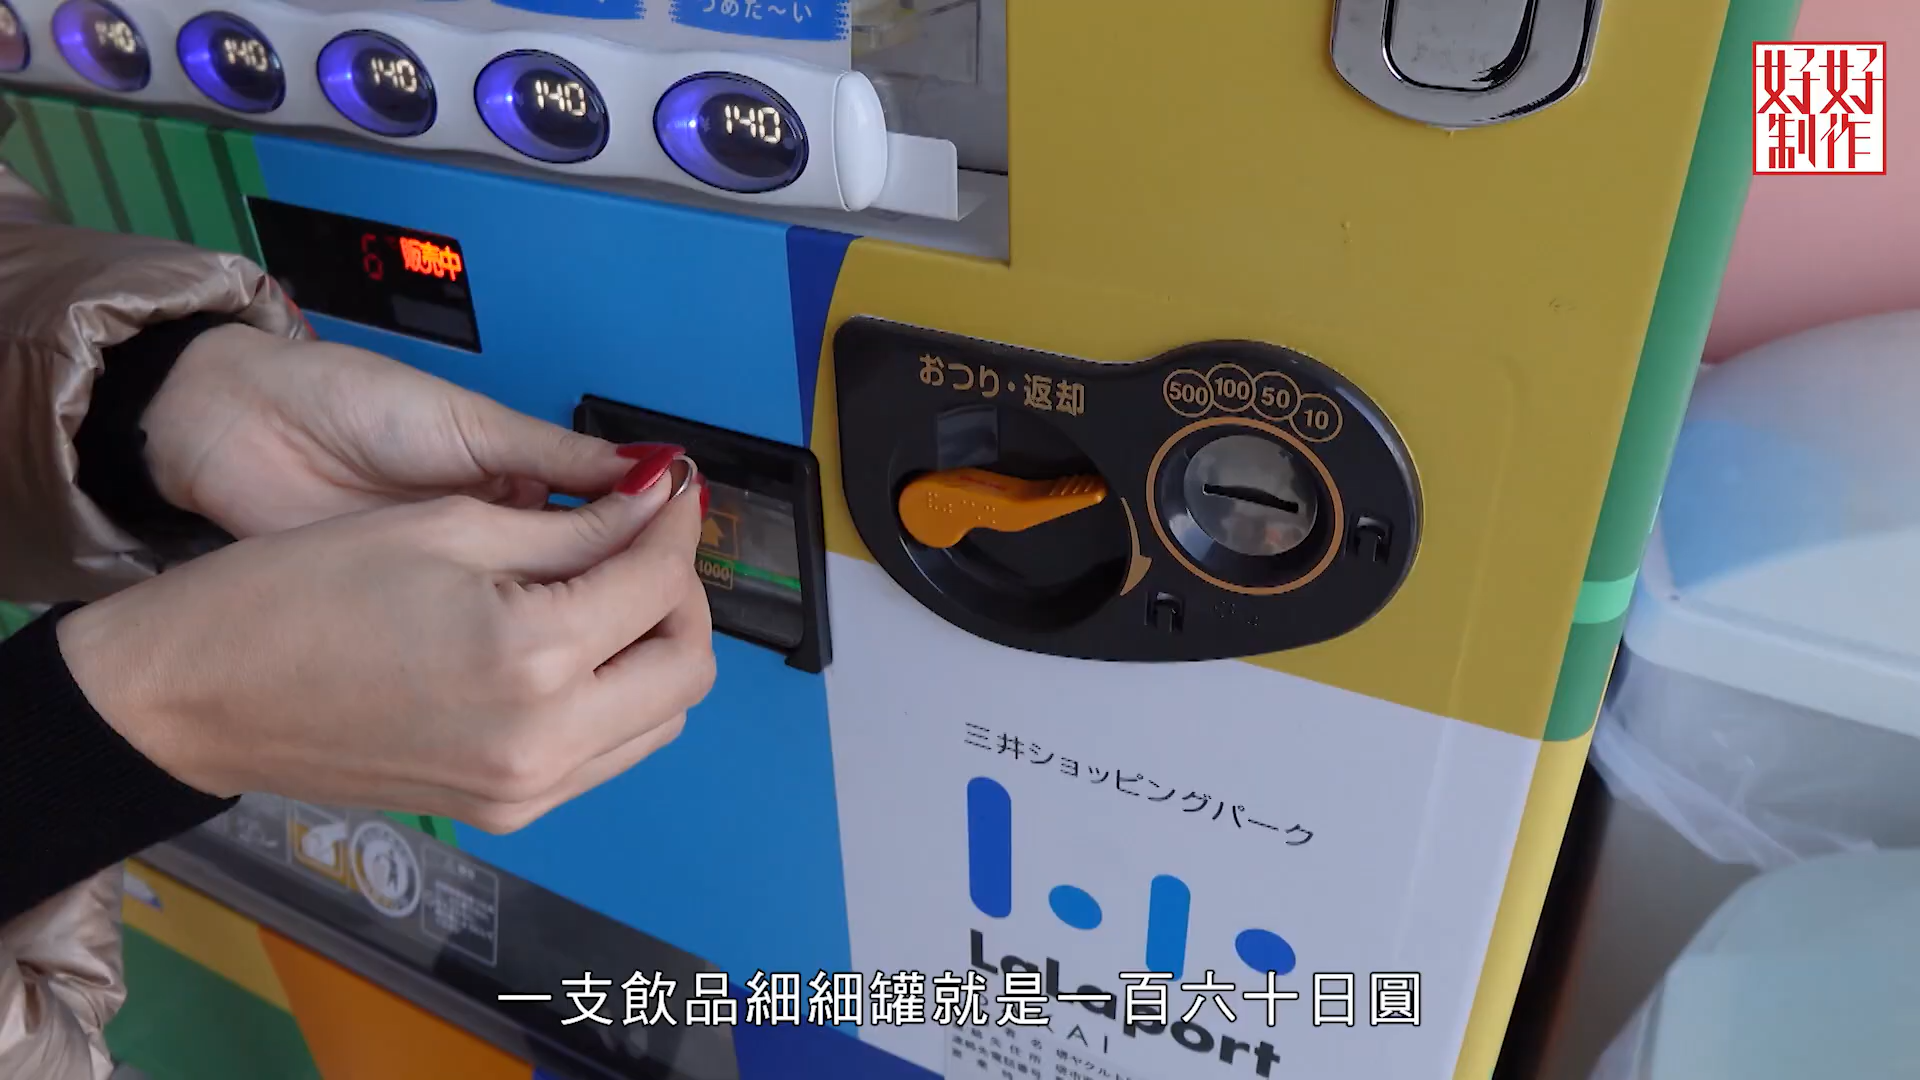 つめた〜い
140
140
140
140
140
好好
制作
6 販売中
おつり・返却
500 100 50 10
1000
三井ショッピングパーク
LaLaport
一支飲品細細罐就是一百六十日圓